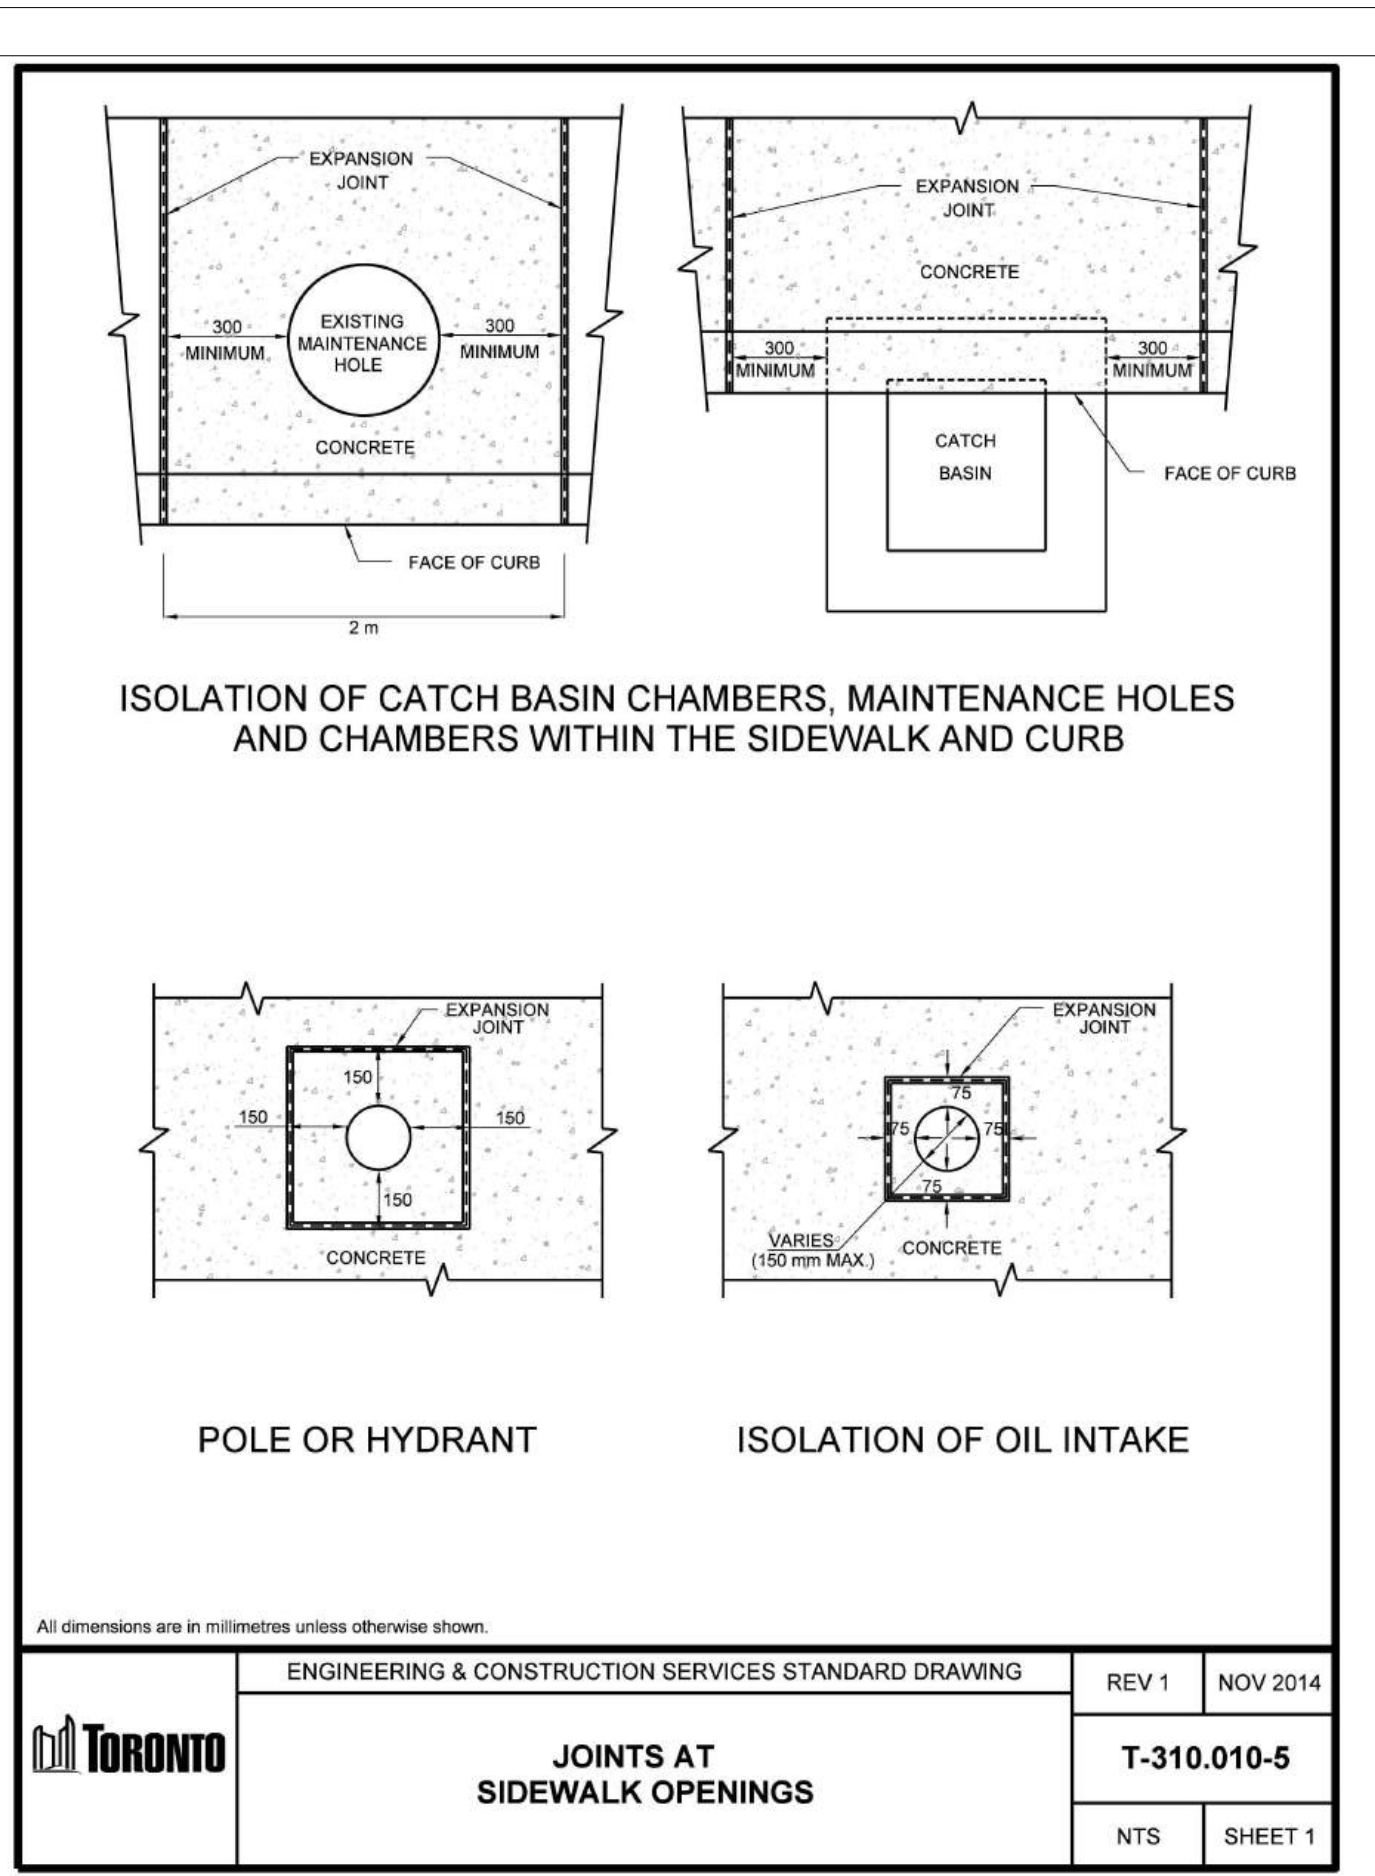 EXPANSION
JOINT
300
MINIMUM
EXISTING
MAINTENANCE
HOLE
300
MINIMUM
CONCRETE
FACE OF CURB
2 m
EXPANSION
JOINT
CONCRETE
300
MINIMUM
300
MINIMUM
CATCH
BASIN
FACE OF CURB
ISOLATION OF CATCH BASIN CHAMBERS, MAINTENANCE HOLES
AND CHAMBERS WITHIN THE SIDEWALK AND CURB
EXPANSION
JOINT
150
150
150
150
CONCRETE
POLE OR HYDRANT
EXPANSION
JOINT
75
75
75
75
VARIES
(150 mm MAX.)
CONCRETE
ISOLATION OF OIL INTAKE
All dimensions are in millimetres unless otherwise shown.
TORONTO
ENGINEERING & CONSTRUCTION SERVICES STANDARD DRAWING
JOINTS AT
SIDEWALK OPENINGS
REV 1
NOV 2014
T-310.010-5
NTS
SHEET 1